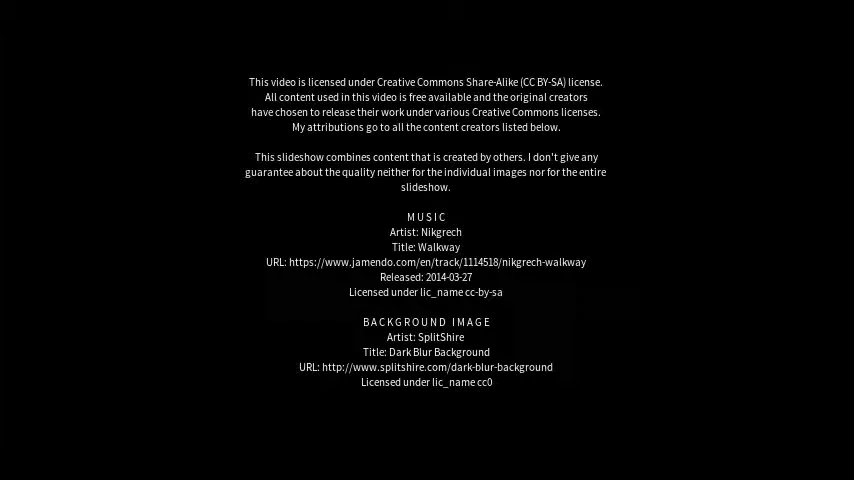 This video is licensed under Creative Commons Share-Alike (CC BY-SA) license.
All content used in this video is free available and the original creators
have chosen to release their work under various Creative Commons licenses.
My attributions go to all the content creators listed below.
This slideshow combines content that is created by others. I don't give any
guarantee about the quality neither for the individual images nor for the entire
slideshow.
MUSIC
Artist: Nikgrech
Title: Walkway
URL: https://www.jamendo.com/en/track/1114518/nikgrech-walkway
Released: 2014-03-27
Licensed under lic_name cc-by-sa
BACKGROUND IMAGE
Artist: SplitShire
Title: Dark Blur Background
URL: http://www.splitshire.com/dark-blur-background
Licensed under lic_name cc0